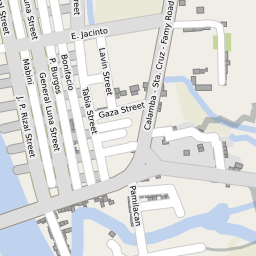 Luna Street
E. Jacinto
Calamba - Sta. Cruz - Famy Road
Lavin Street
Mabini
P. Burgos
Bonifacio
Gaza Street
General Luna Street
Tabia Street
J. P. Rizal Street
Pamilacan